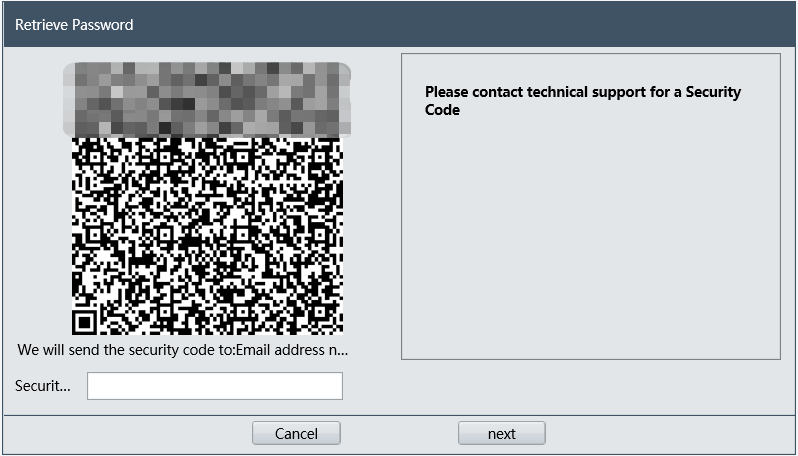 Retrieve Password
Please contact technical support for a Security
Code
We will send the security code to:Email address n...
Securit...
Cancel
next